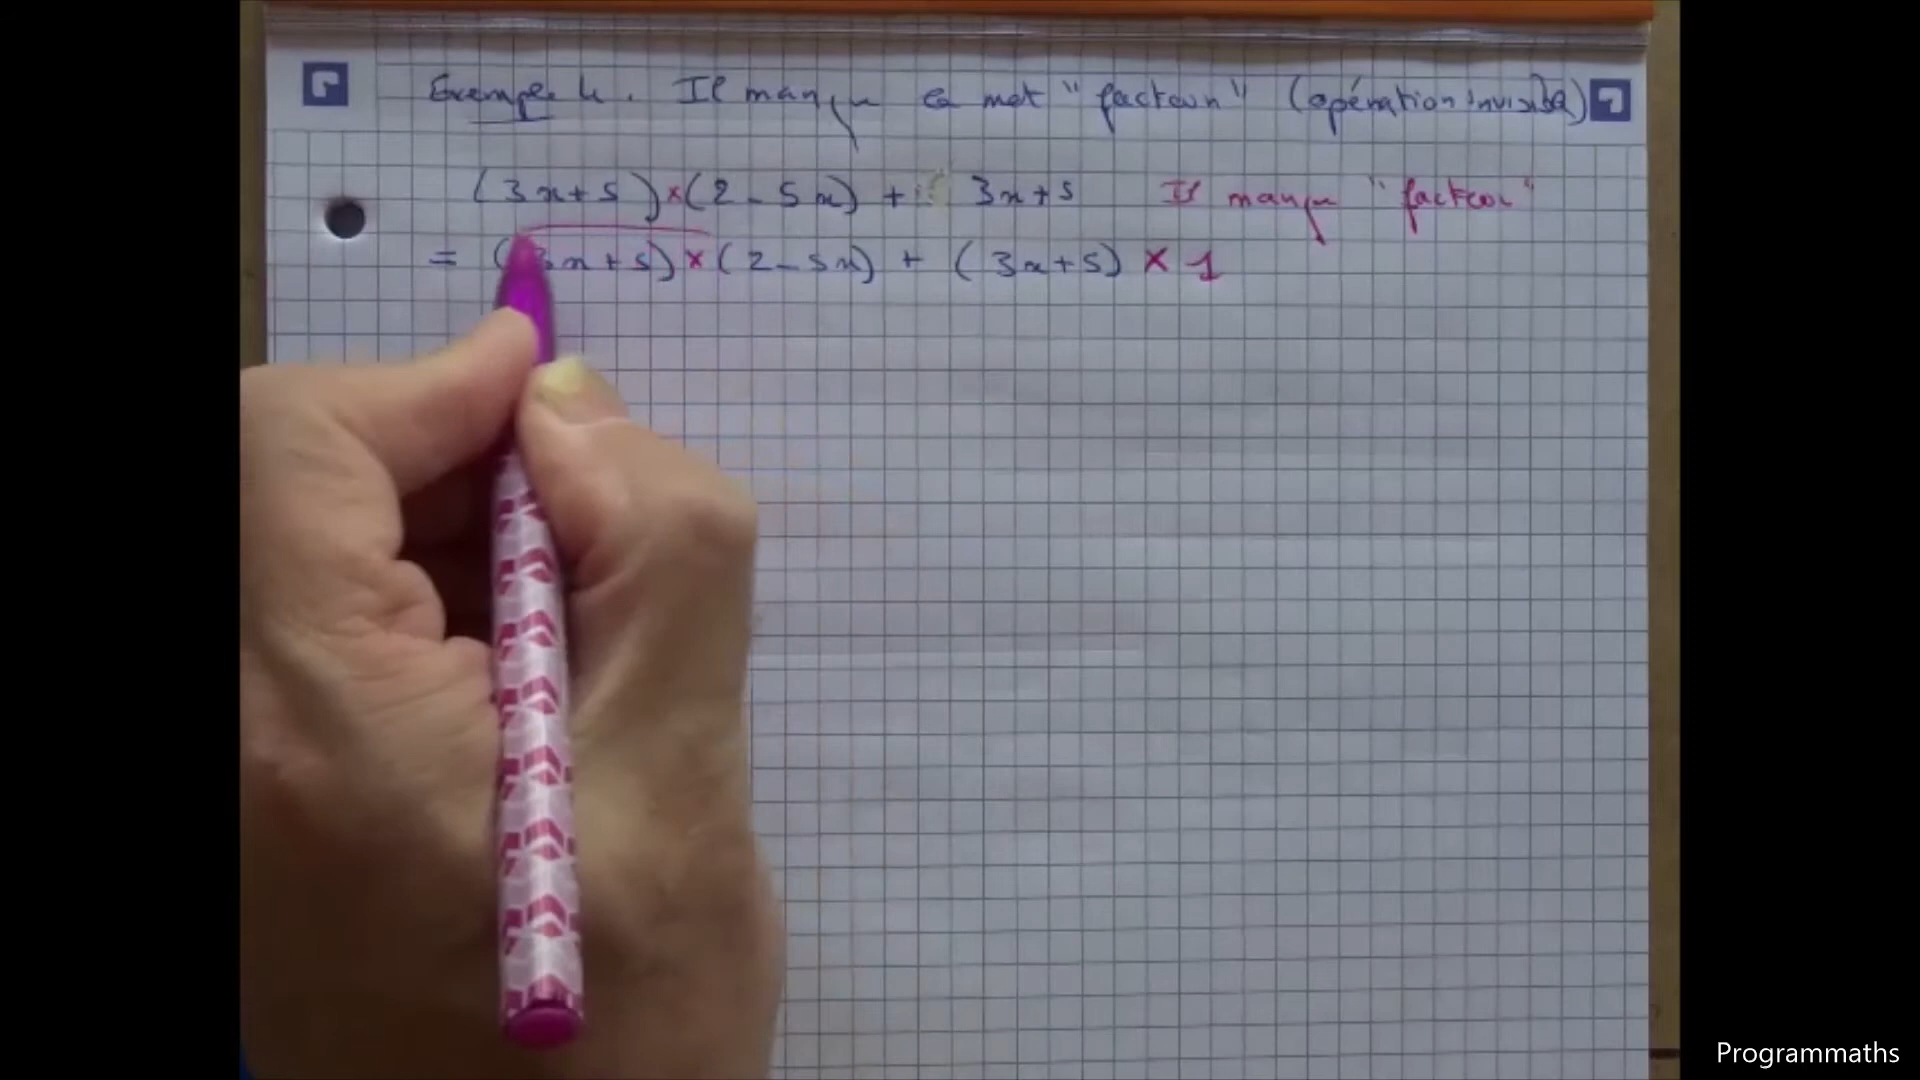 Exemple 4. Il manque le mot "facteur" (opération invisible)
(3x+5)×(2-5x) + 3x+5 Il manque "facteur"
= (3x+5)×(2-5x) + (3x+5) × 1
Programmaths